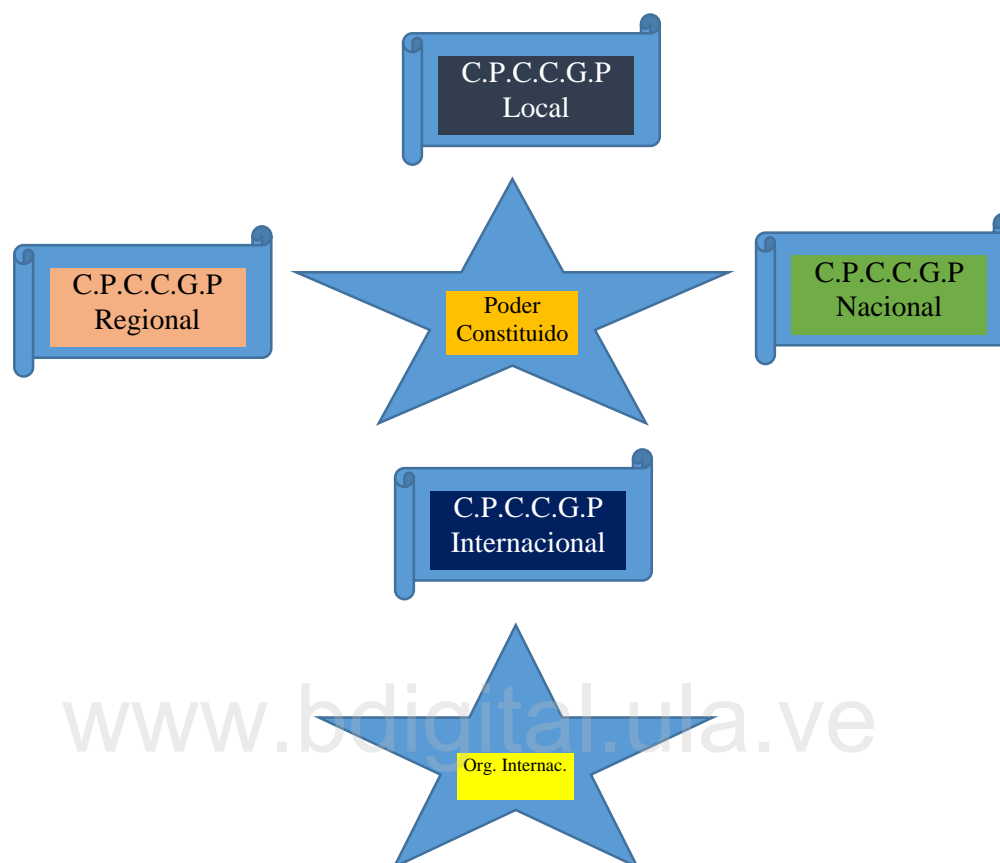 C.P.C.C.G.P
Local
C.P.C.C.G.P
Regional
Poder
Constituido
C.P.C.C.G.P
Nacional
C.P.C.C.G.P
Internacional
www.bdigital.ula.ve
Org. Internac.